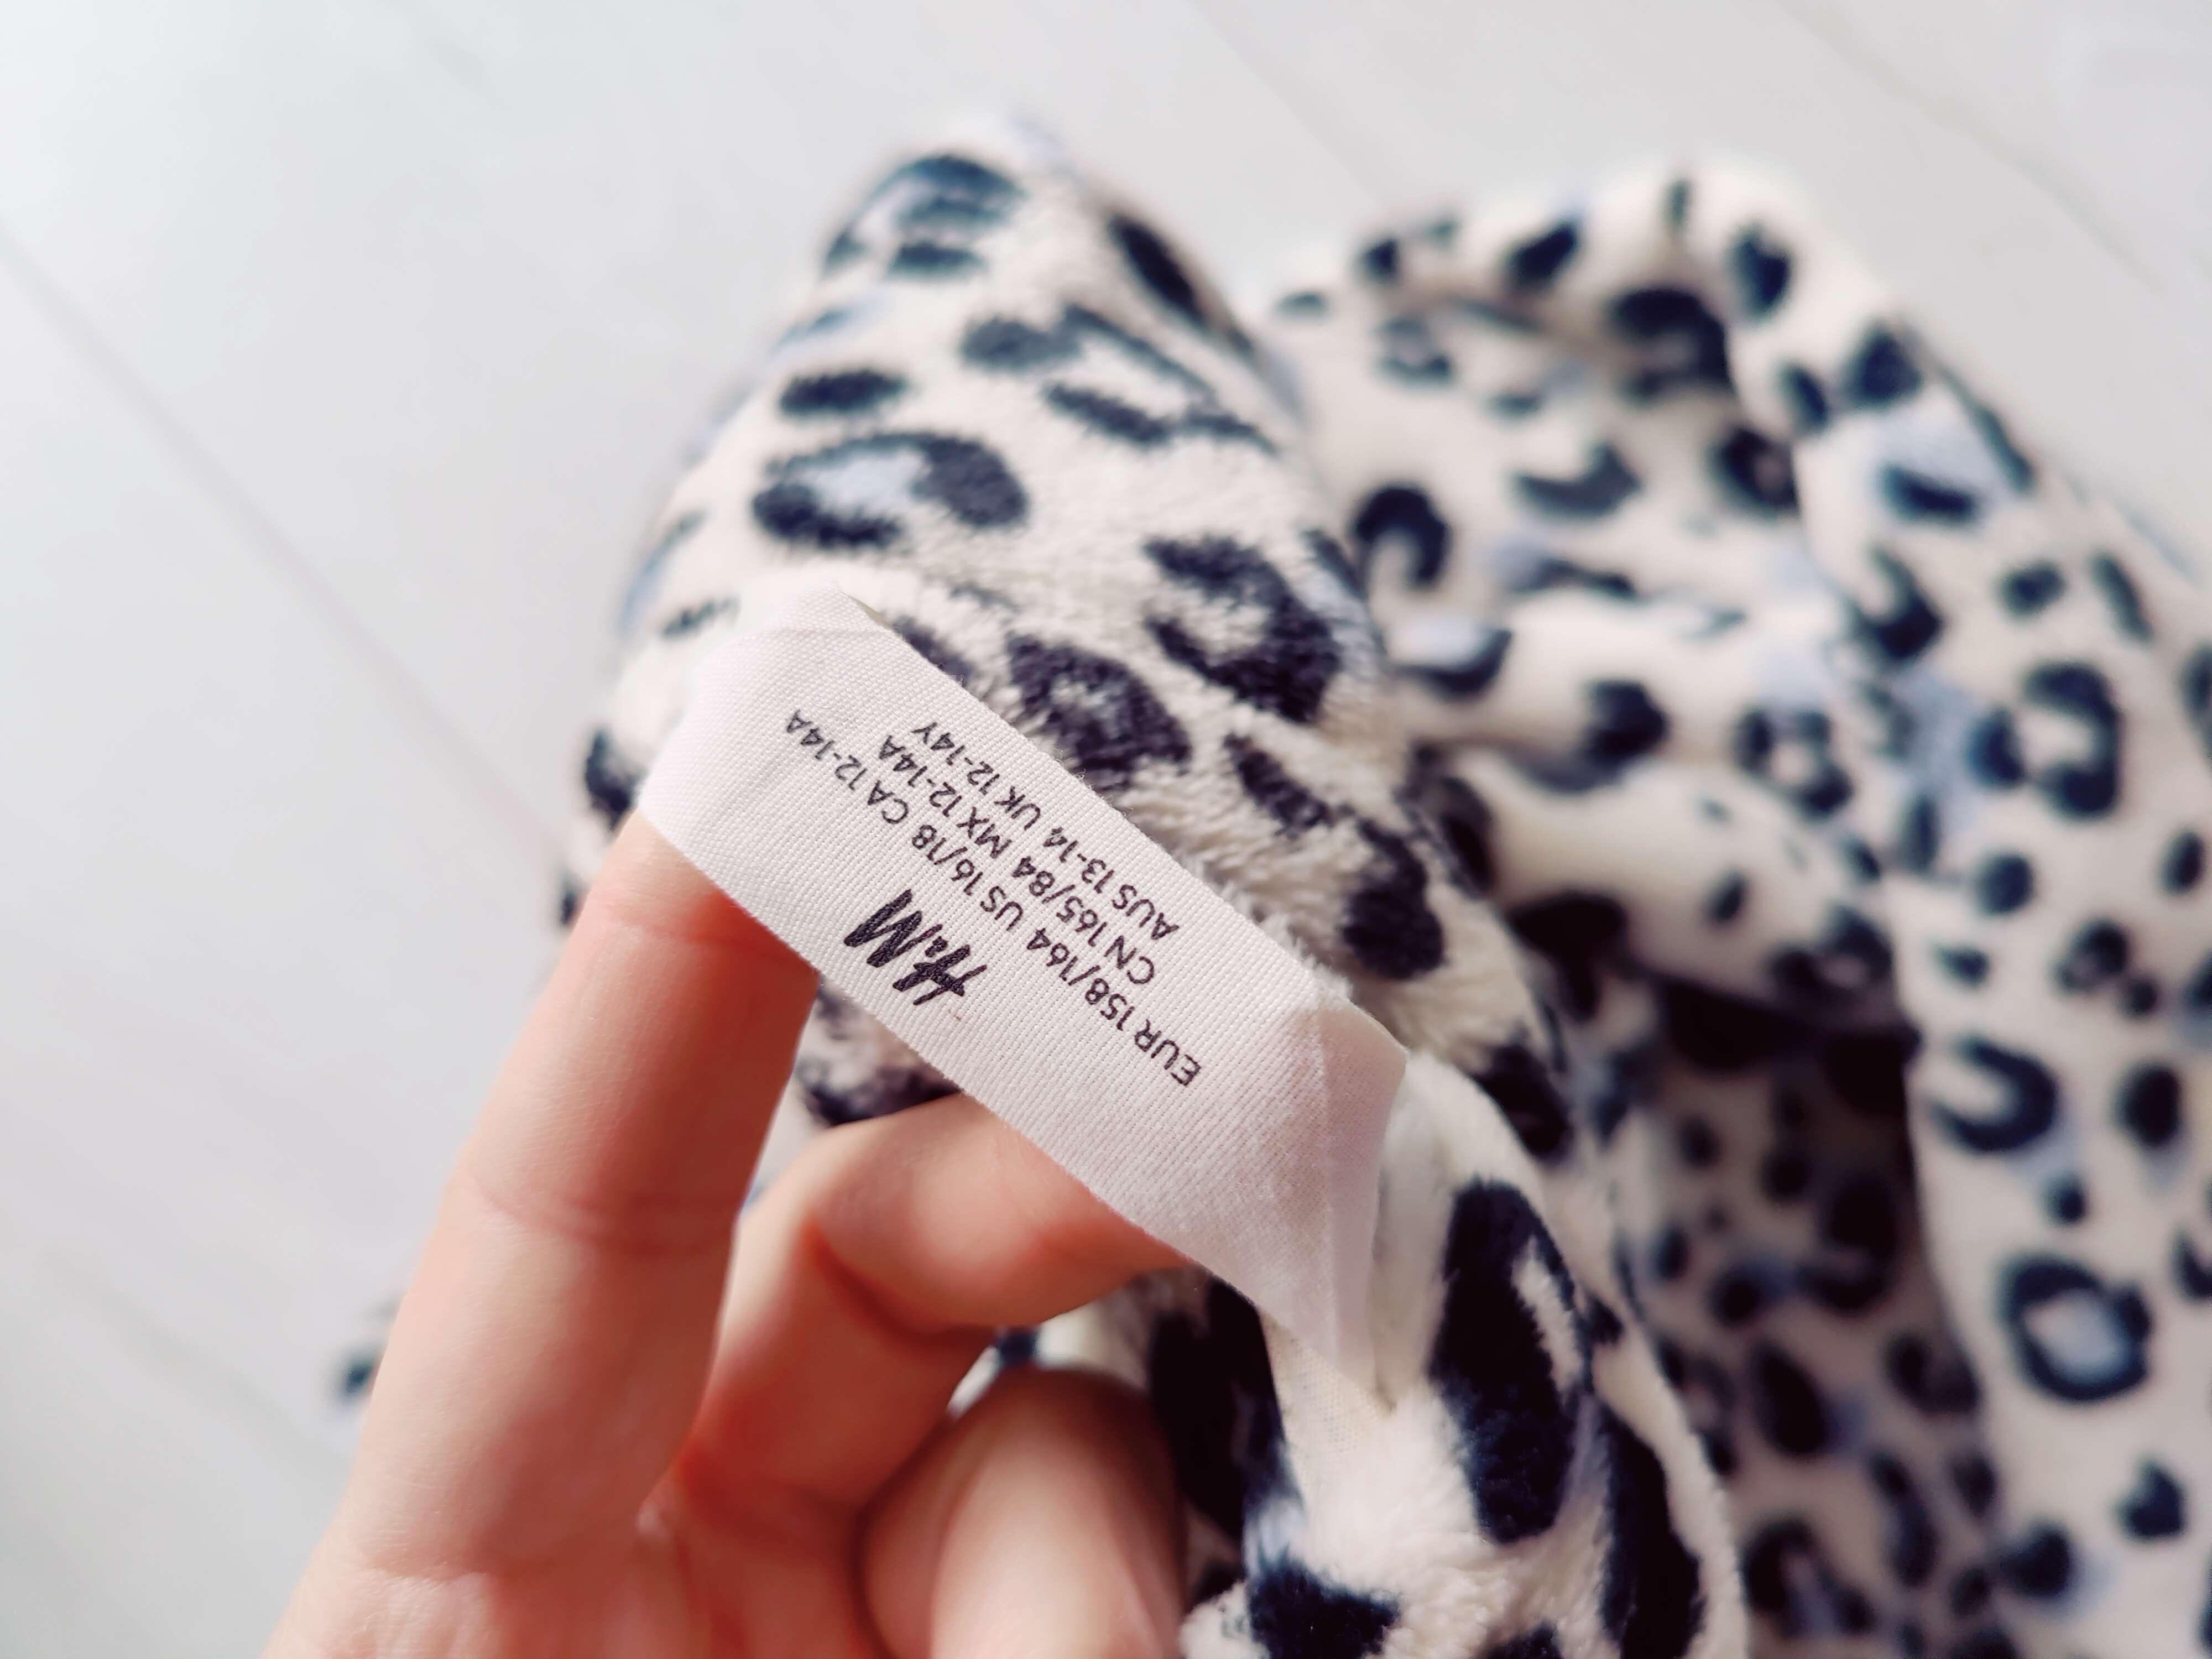 H&M
EUR 158/164 US 16/18 CA 12-14A
CN 165/84 MX 12-14A
AUS 13-14 UK 12-14Y